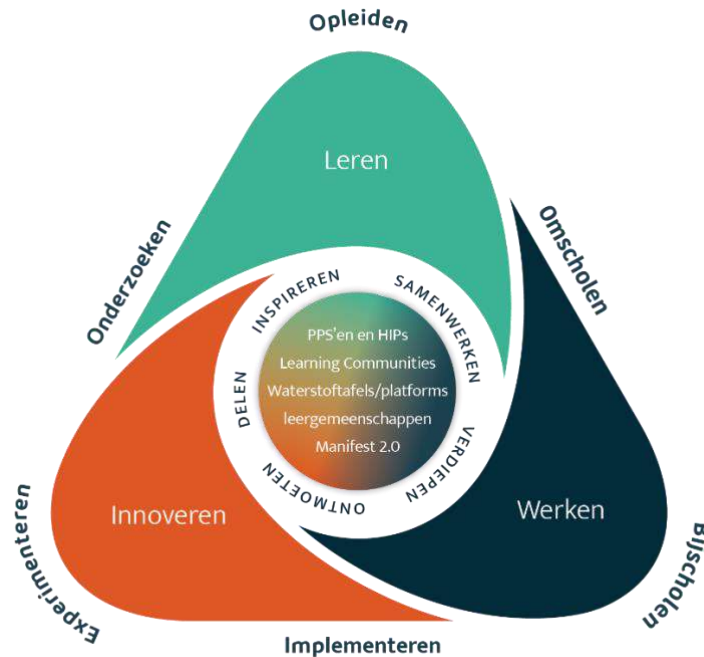 Opleiden
Leren
Onderzoeken
Omscholen
INSPIREREN
SAMENWERKEN
DELEN
VERDIEPEN
ONTMOETEN
PPS'en en HIPs
Learning Communities
Waterstoftafels/platforms
leergemeenschappen
Manifest 2.0
Innoveren
Werken
Experimenteren
Bijscholen
Implementeren